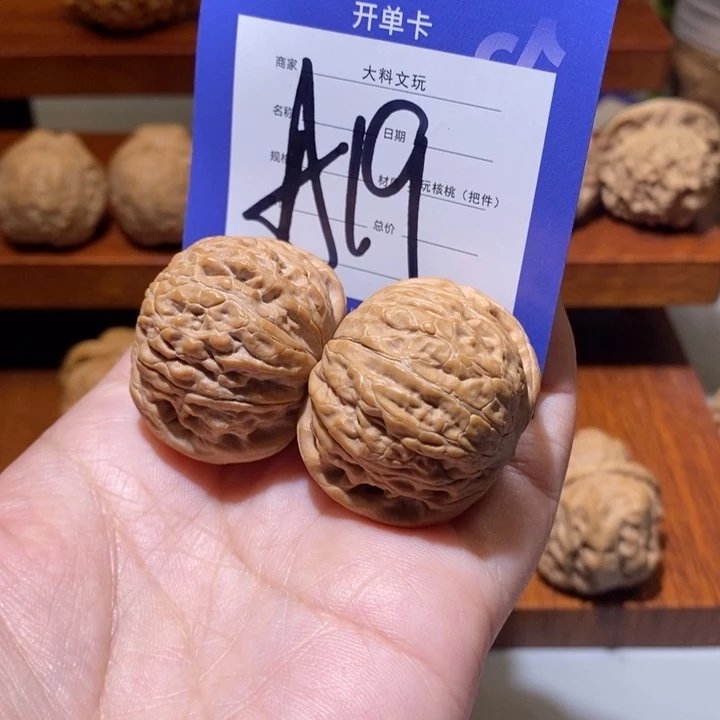 开单卡
商家 大料文玩
名称 日期
规格 材质 文玩核桃（把件）
总价
A19